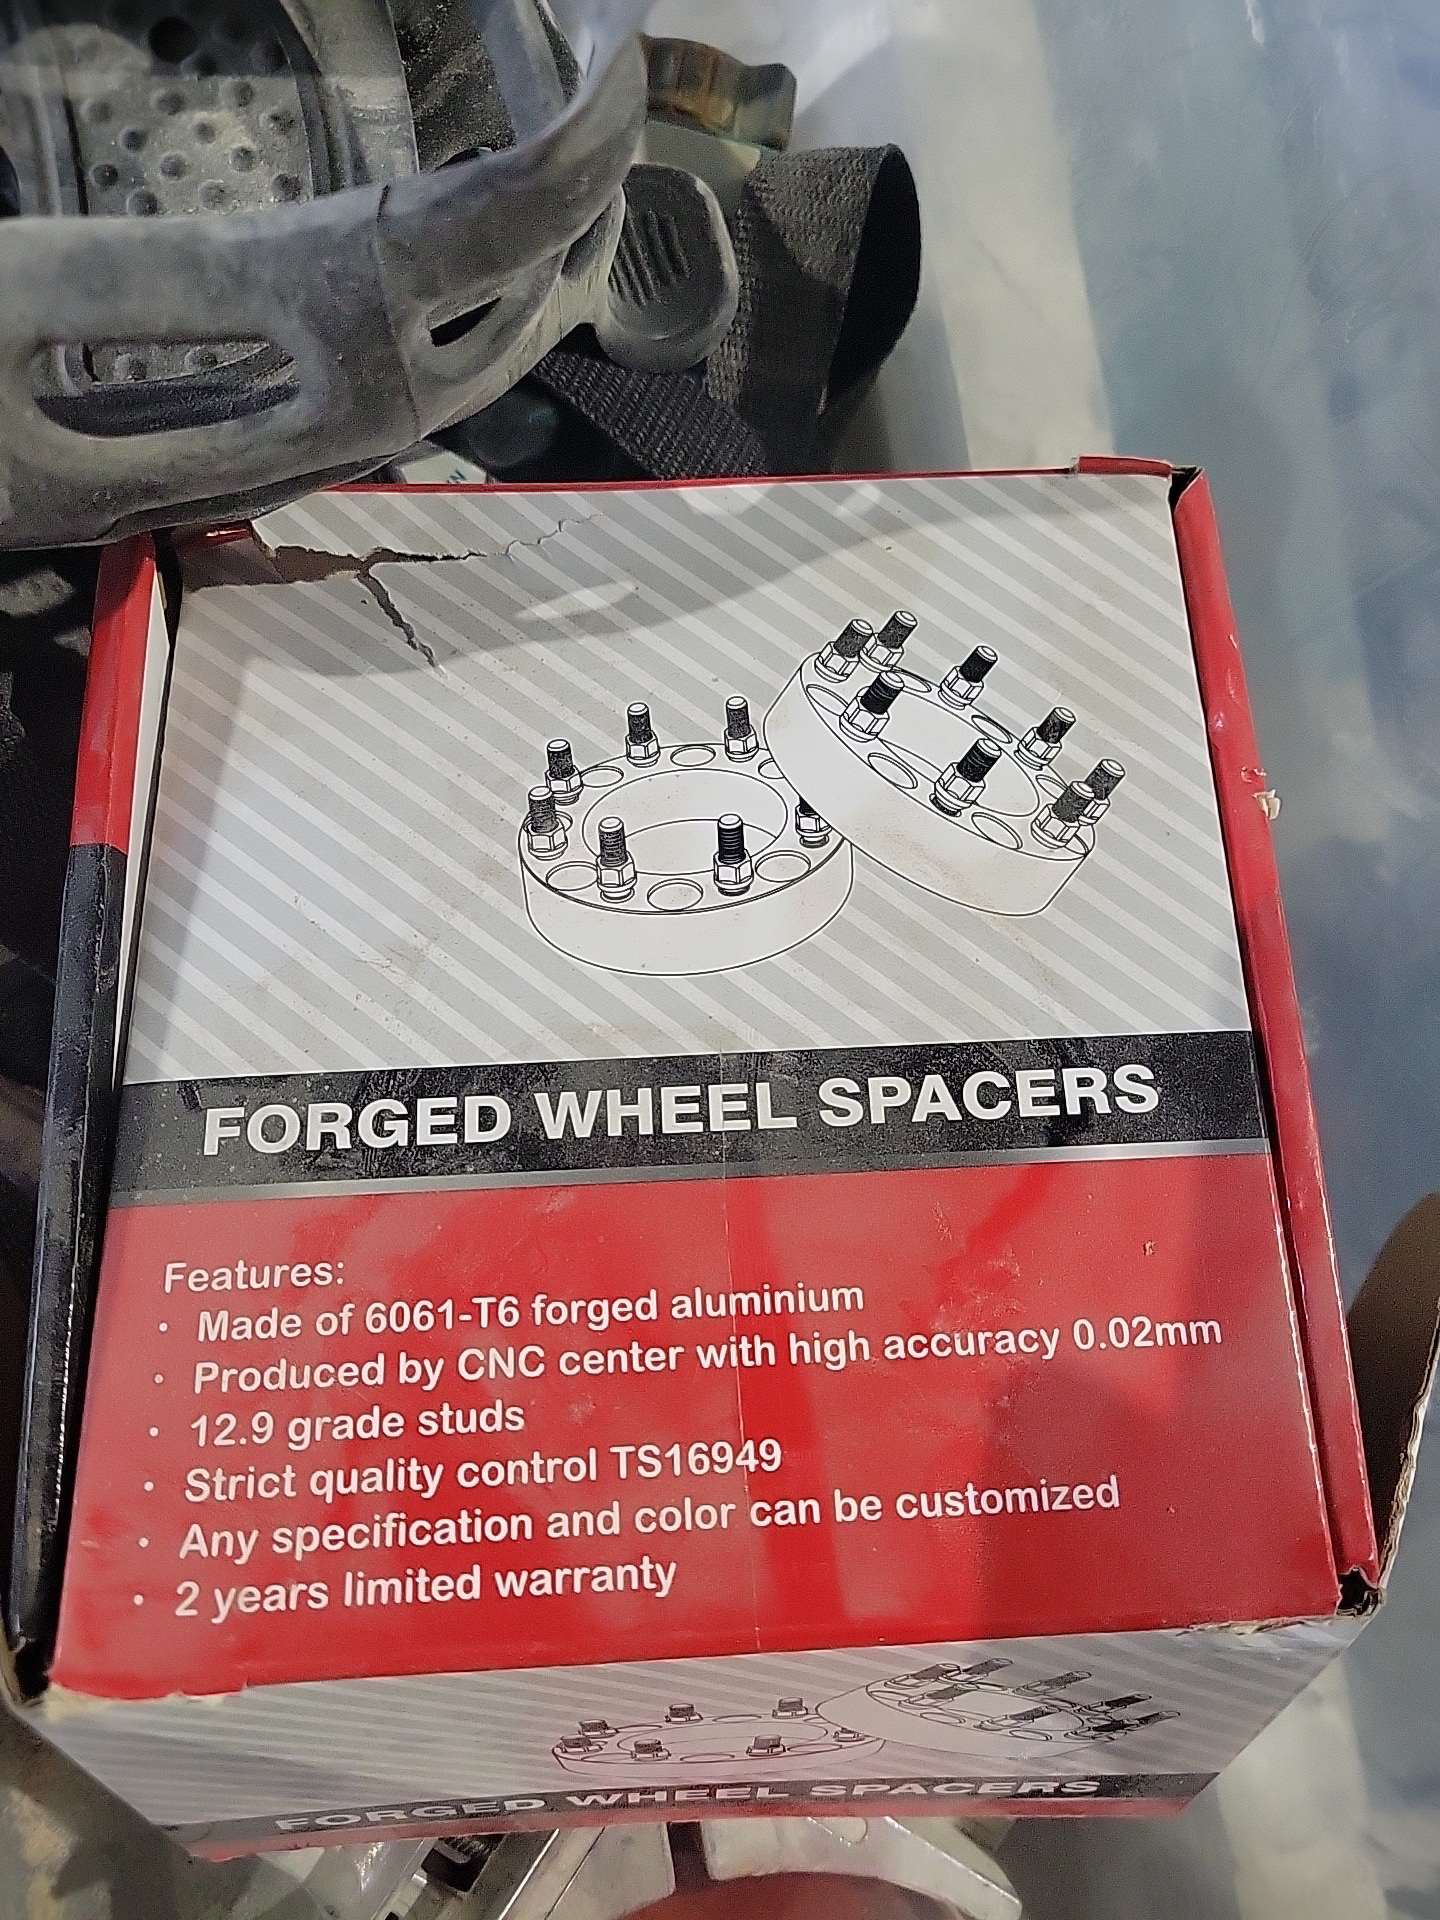 FORGED WHEEL SPACERS
Features:
· Made of 6061-T6 forged aluminium
· Produced by CNC center with high accuracy 0.02mm
· 12.9 grade studs
· Strict quality control TS16949
· Any specification and color can be customized
· 2 years limited warranty
FORGED WHEEL SPACERS